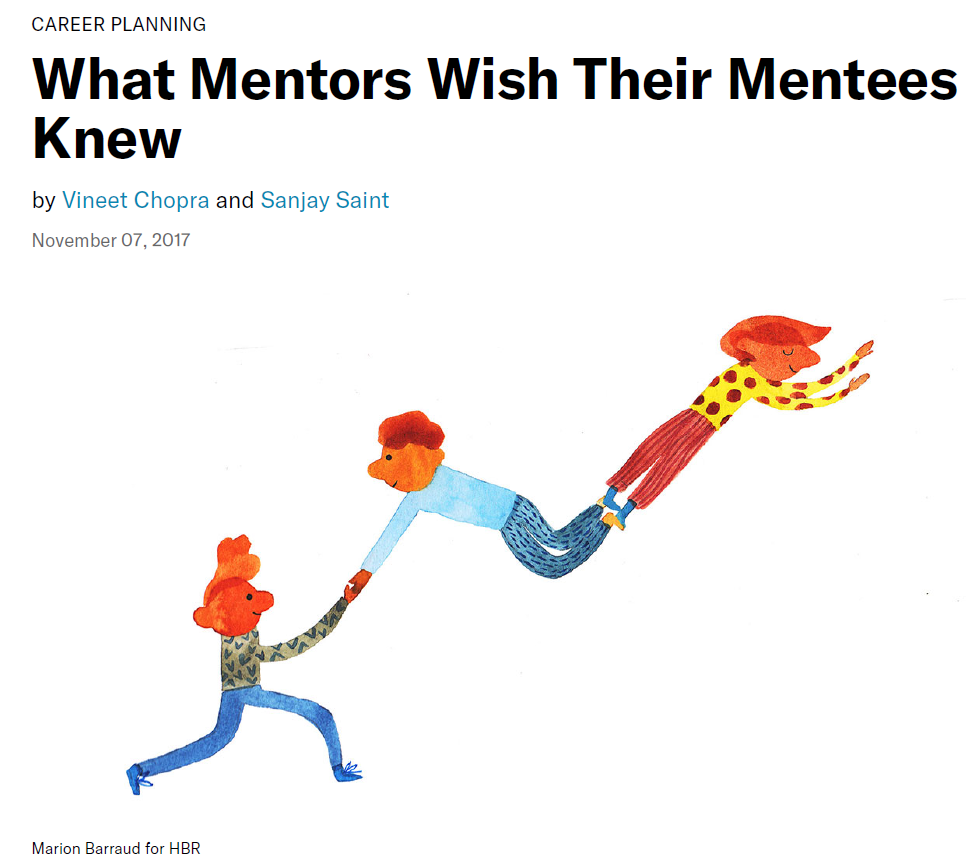 CAREER PLANNING
What Mentors Wish Their Mentees
Knew
by Vineet Chopra and Sanjay Saint
November 07, 2017
Marion Barraud for HBR